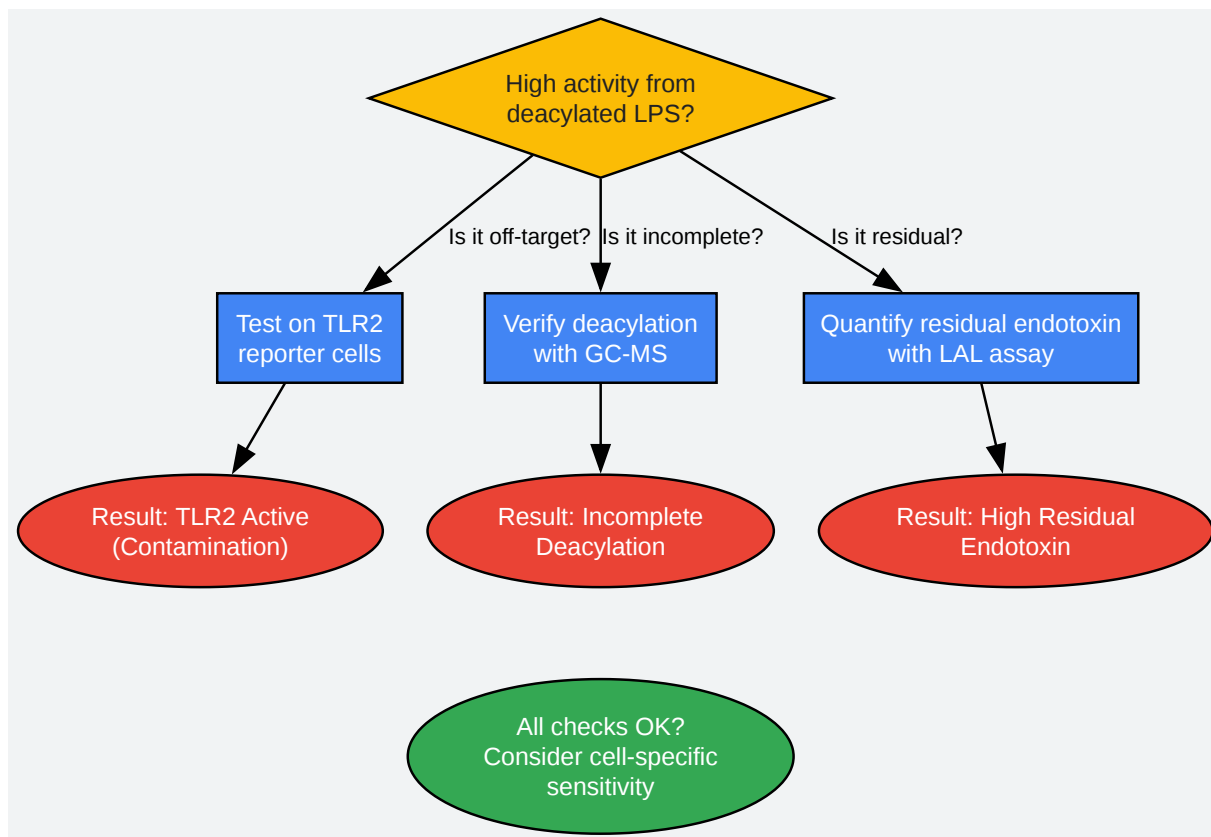 High activity from
deacylated LPS?
Is it off-target?
Is it incomplete?
Is it residual?
Test on TLR2
reporter cells
Verify deacylation
with GC-MS
Quantify residual endotoxin
with LAL assay
Result: TLR2 Active
(Contamination)
Result: Incomplete
Deacylation
Result: High Residual
Endotoxin
All checks OK?
Consider cell-specific
sensitivity